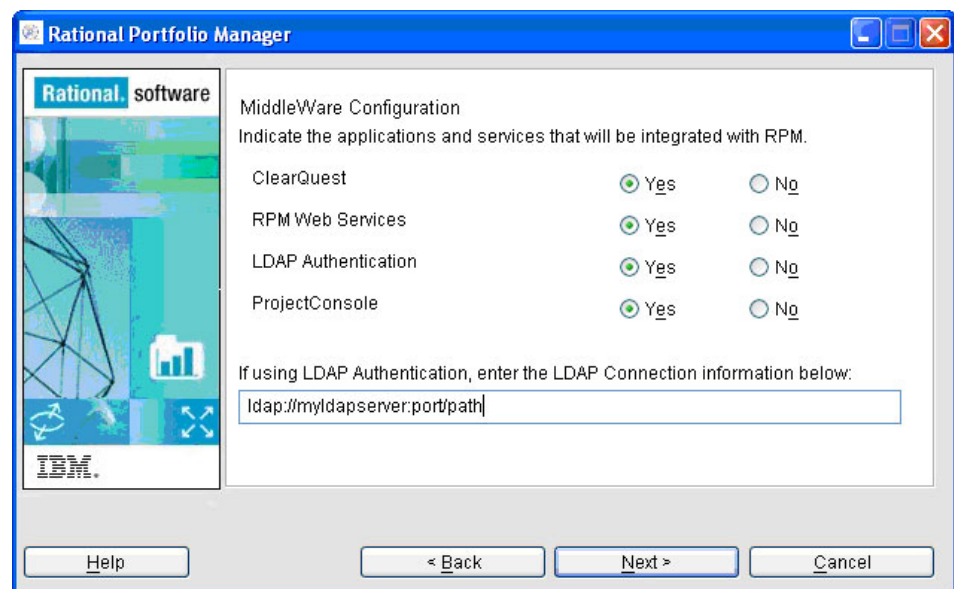 Rational Portfolio Manager
Rational. software
IBM.
MiddleWare Configuration
Indicate the applications and services that will be integrated with RPM.
ClearQuest Yes No
RPM Web Services Yes No
LDAP Authentication Yes No
ProjectConsole Yes No
If using LDAP Authentication, enter the LDAP Connection information below:
ldap://myldapserver:port/path
Help < Back Next > Cancel